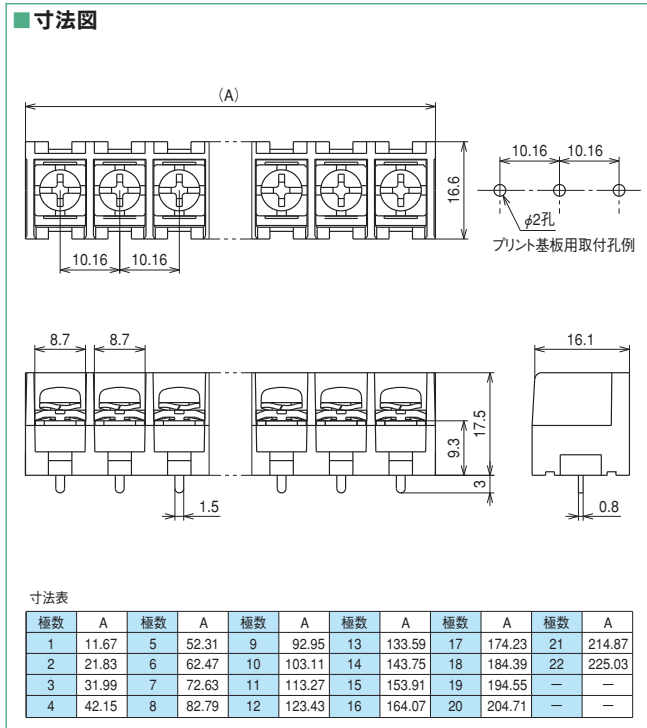 ■寸法図
(A)
16.6
10.16 10.16
10.16 10.16
φ2孔
プリント基板用取付孔例
8.7 8.7
9.3
17.5
3
1.5
16.1
0.8
寸法表
極数 A 極数 A 極数 A 極数 A 極数 A 極数 A
1 11.67 5 52.31 9 92.95 13 133.59 17 174.23 21 214.87
2 21.83 6 62.47 10 103.11 14 143.75 18 184.39 22 225.03
3 31.99 7 72.63 11 113.27 15 153.91 19 194.55 － －
4 42.15 8 82.79 12 123.43 16 164.07 20 204.71 － －